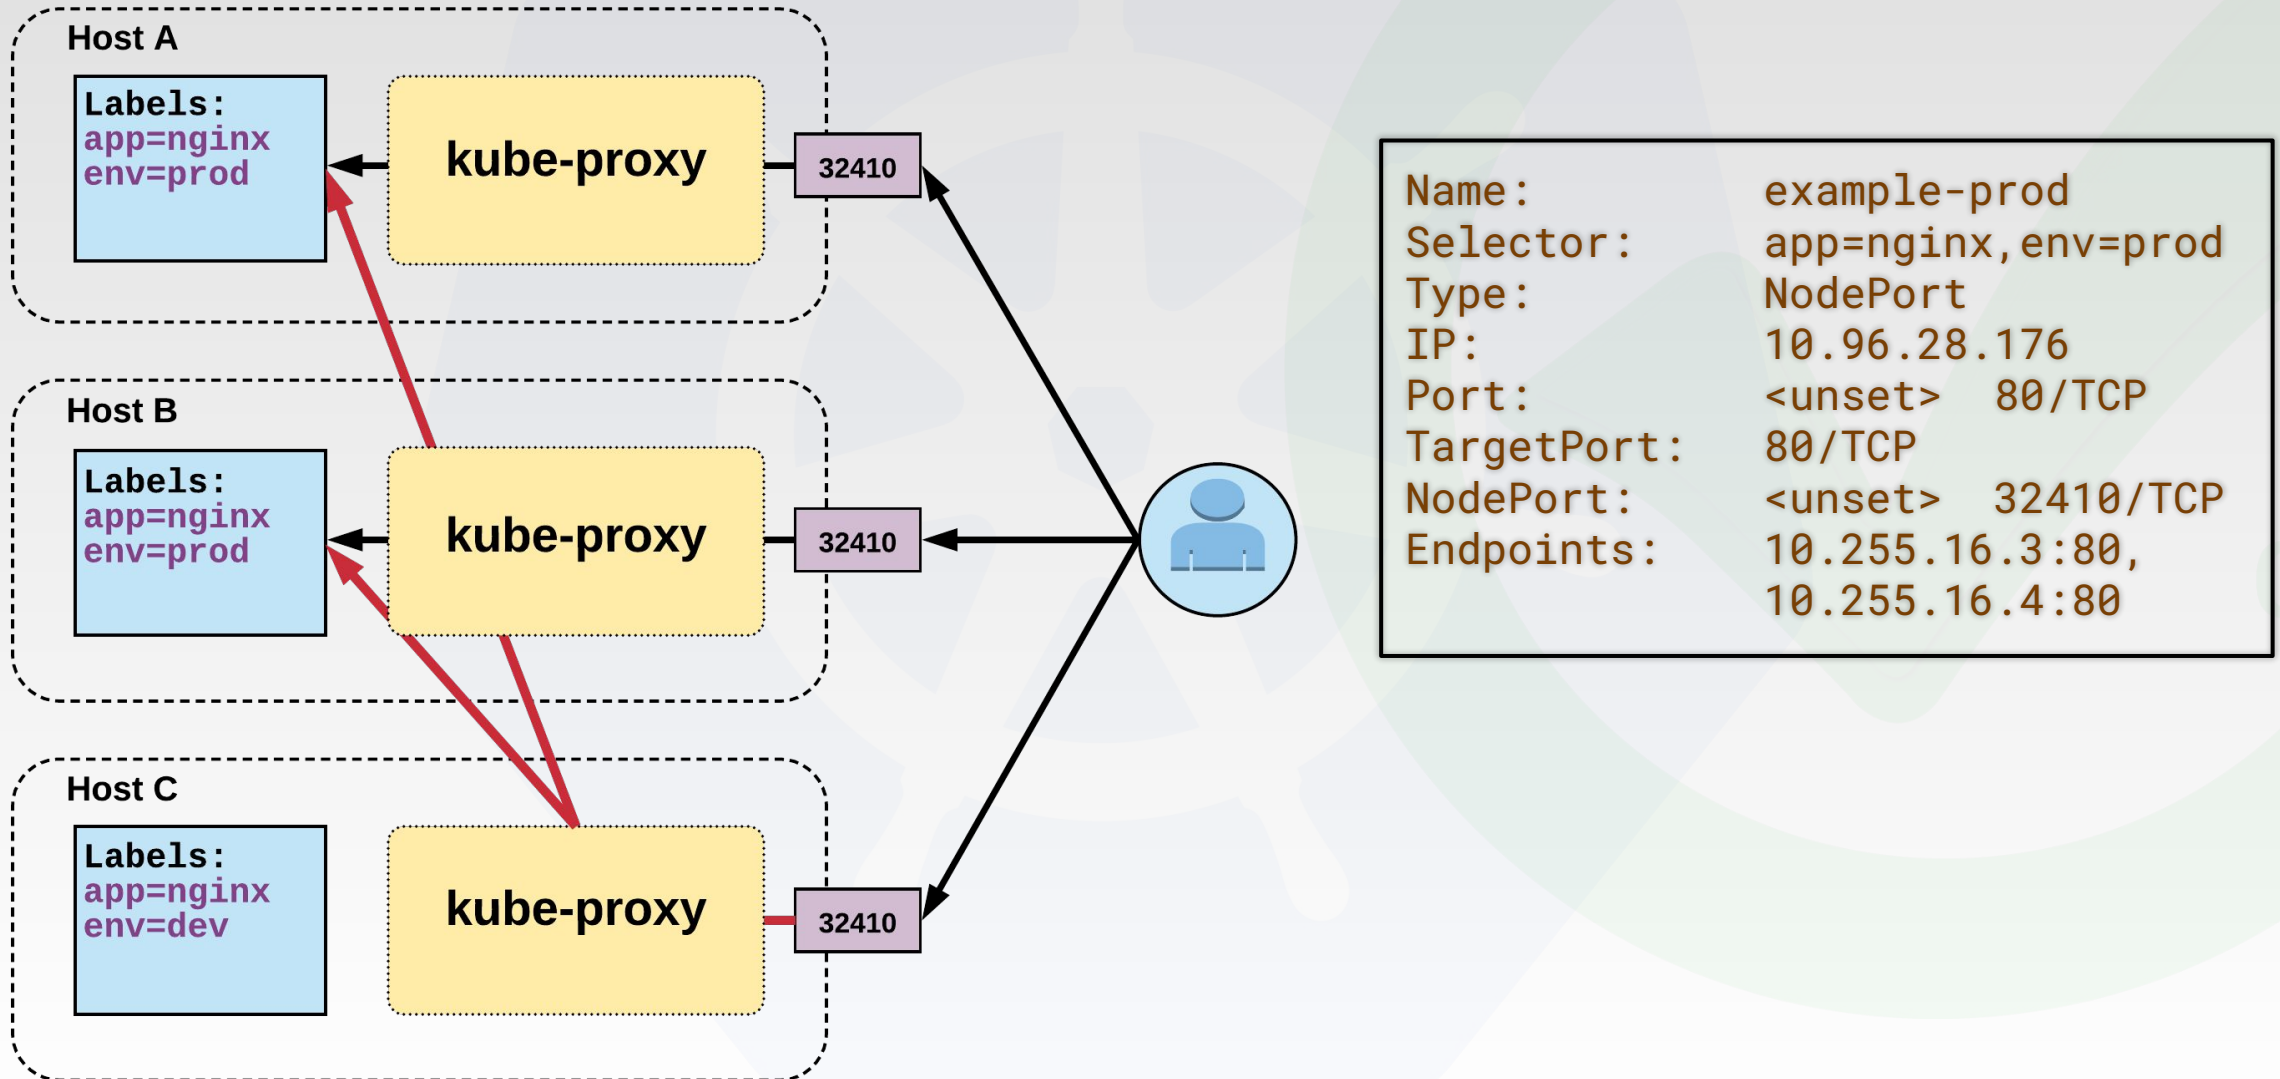 Host A
Labels:
app=nginx
env=prod
kube-proxy
32410
Host B
Labels:
app=nginx
env=prod
kube-proxy
32410
Host C
Labels:
app=nginx
env=dev
kube-proxy
32410
Name: example-prod
Selector: app=nginx,env=prod
Type: NodePort
IP: 10.96.28.176
Port: <unset> 80/TCP
TargetPort: 80/TCP
NodePort: <unset> 32410/TCP
Endpoints: 10.255.16.3:80,
10.255.16.4:80